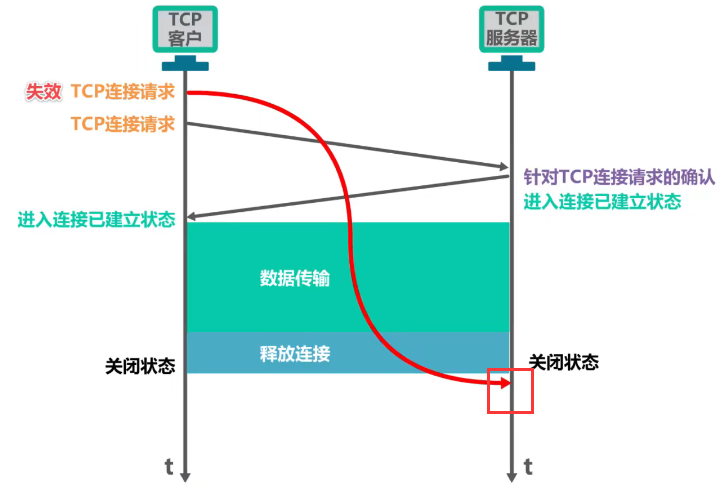 TCP
客户
TCP
服务器
失效 TCP连接请求
TCP连接请求
针对TCP连接请求的确认
进入连接已建立状态
进入连接已建立状态
数据传输
释放连接
关闭状态
关闭状态
t
t